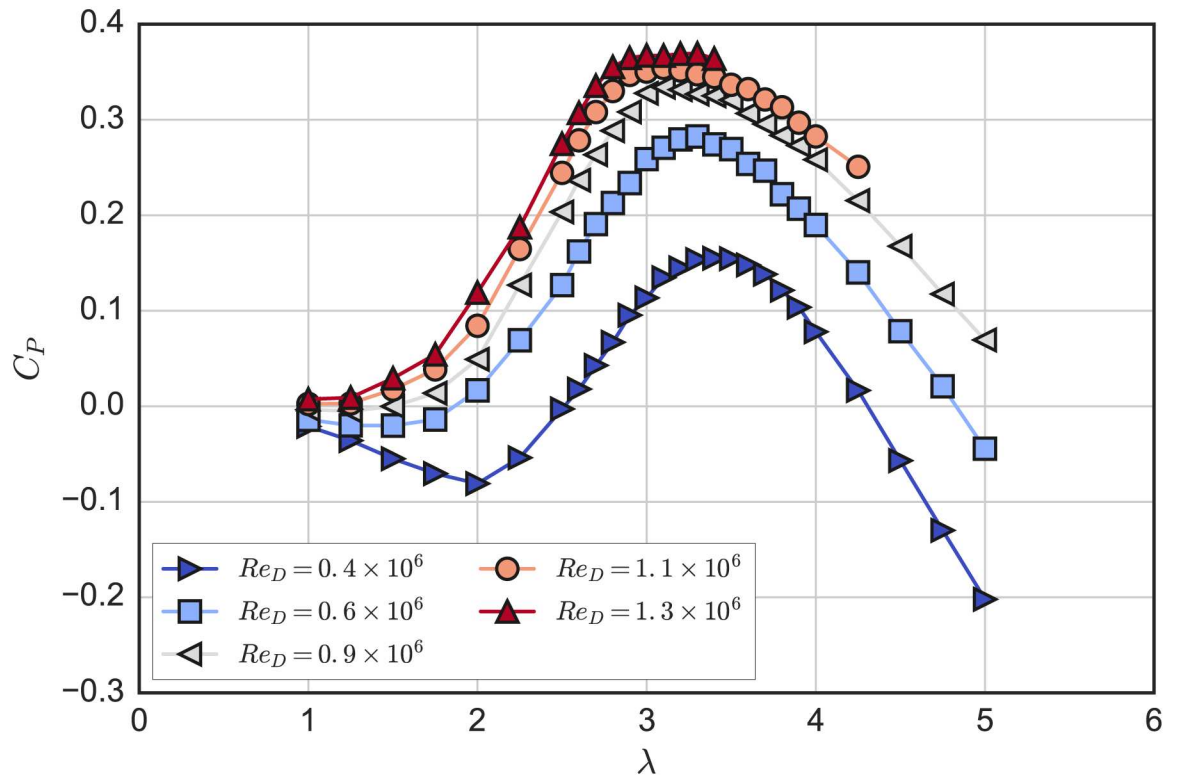 0.4
0.3
0.2
0.1
0.0
−0.1
−0.2
−0.3
C_P
Re_D = 0.4 × 10^6
Re_D = 0.6 × 10^6
Re_D = 0.9 × 10^6
Re_D = 1.1 × 10^6
Re_D = 1.3 × 10^6
0 1 2 3 4 5 6
λ